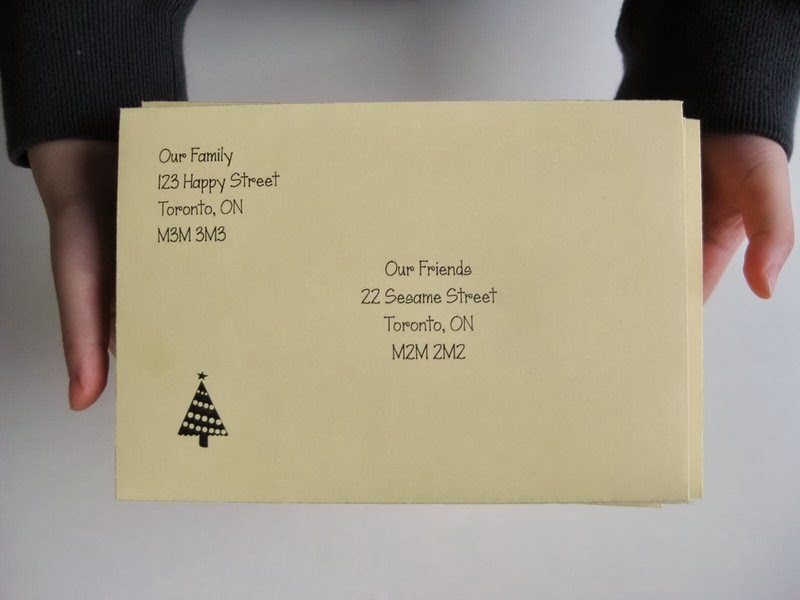 Our Family
123 Happy Street
Toronto, ON
M3M 3M3
Our Friends
22 Sesame Street
Toronto, ON
M2M 2M2